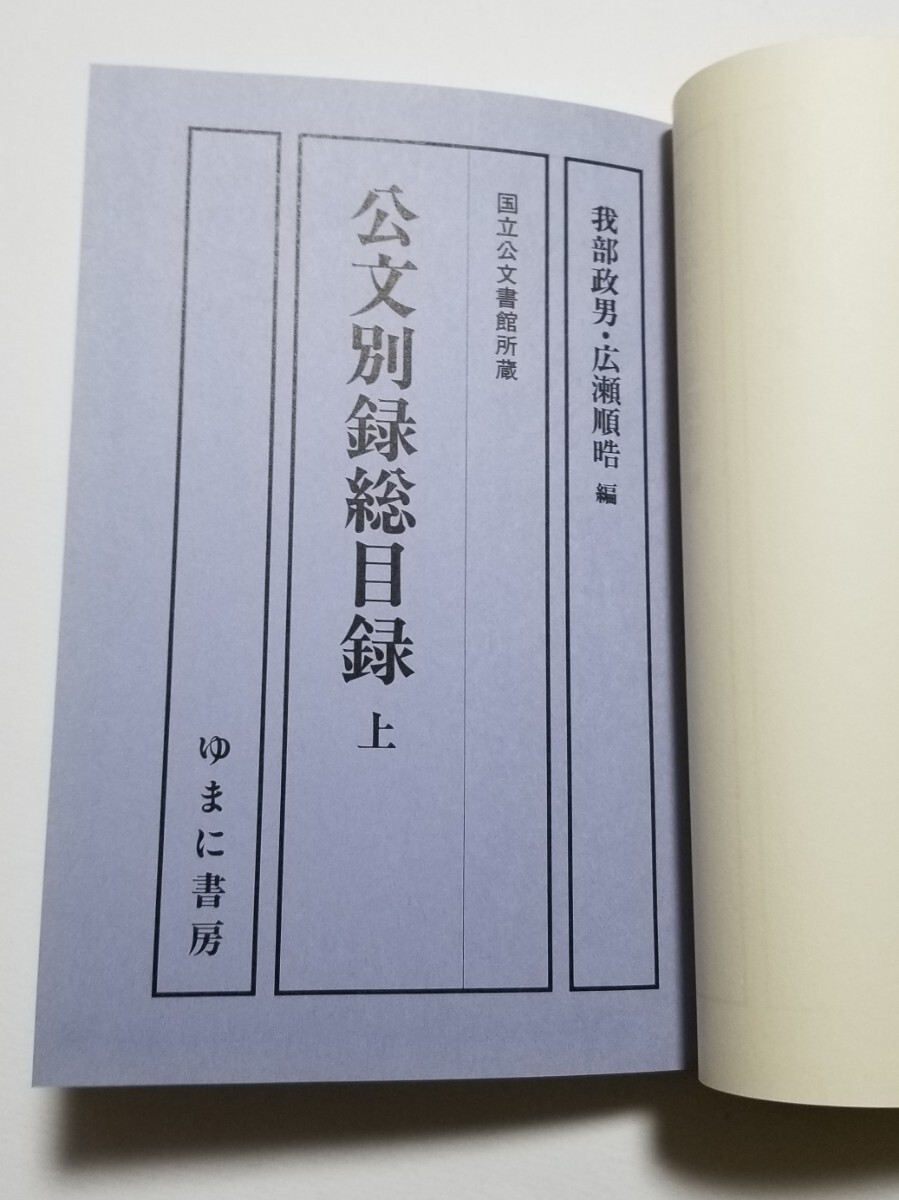 我部政男・広瀬順晧 編
国立公文書館所蔵
公文別録総目録 上
ゆまに書房